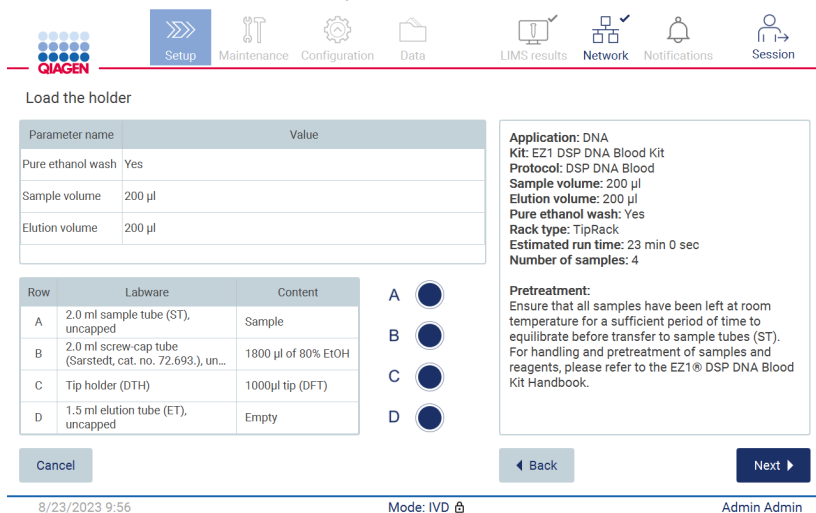 QIAGEN
Setup
Maintenance
Configuration
Data
LIMS results
Network
Notifications
Session
Load the holder
Parameter name Value
Pure ethanol wash Yes
Sample volume 200 µl
Elution volume 200 µl
Row Labware Content
A 2.0 ml sample tube (ST), uncapped Sample
B 2.0 ml screw-cap tube (Sarstedt, cat. no. 72.693.), un... 1800 µl of 80% EtOH
C Tip holder (DTH) 1000µl tip (DFT)
D 1.5 ml elution tube (ET), uncapped Empty
A
B
C
D
Application: DNA
Kit: EZ1 DSP DNA Blood Kit
Protocol: DSP DNA Blood
Sample volume: 200 µl
Elution volume: 200 µl
Pure ethanol wash: Yes
Rack type: TipRack
Estimated run time: 23 min 0 sec
Number of samples: 4
Pretreatment:
Ensure that all samples have been left at room
temperature for a sufficient period of time to
equilibrate before transfer to sample tubes (ST).
For handling and pretreatment of samples and
reagents, please refer to the EZ1® DSP DNA Blood
Kit Handbook.
Cancel
Back
Next
8/23/2023 9:56
Mode: IVD
Admin Admin